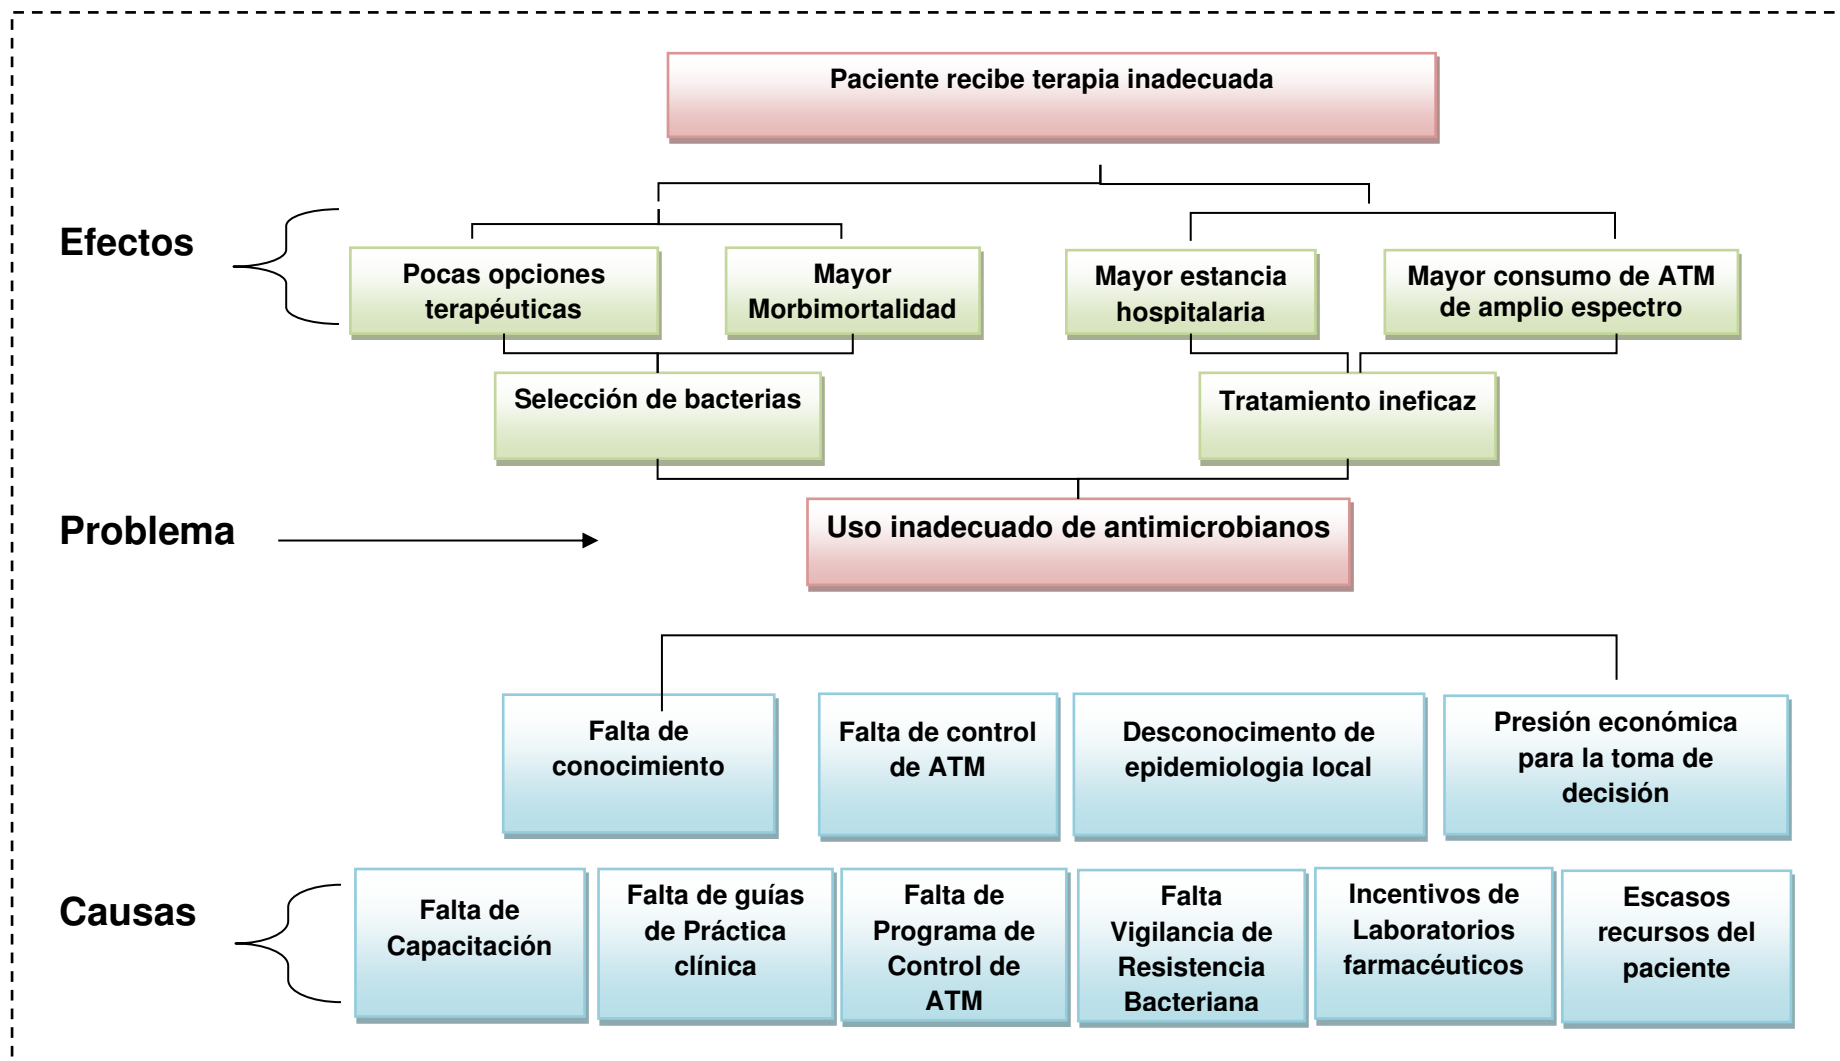 Paciente recibe terapia inadecuada
Efectos
Pocas opciones
terapéuticas
Mayor
Morbimortalidad
Mayor estancia
hospitalaria
Mayor consumo de ATM
de amplio espectro
Selección de bacterias
Tratamiento ineficaz
Problema
Uso inadecuado de antimicrobianos
Falta de
conocimiento
Falta de control
de ATM
Desconocimento de
epidemiologia local
Presión económica
para la toma de
decisión
Causas
Falta de
Capacitación
Falta de guías
de Práctica
clínica
Falta de
Programa de
Control de
ATM
Falta
Vigilancia de
Resistencia
Bacteriana
Incentivos de
Laboratorios
farmacéuticos
Escasos
recursos del
paciente